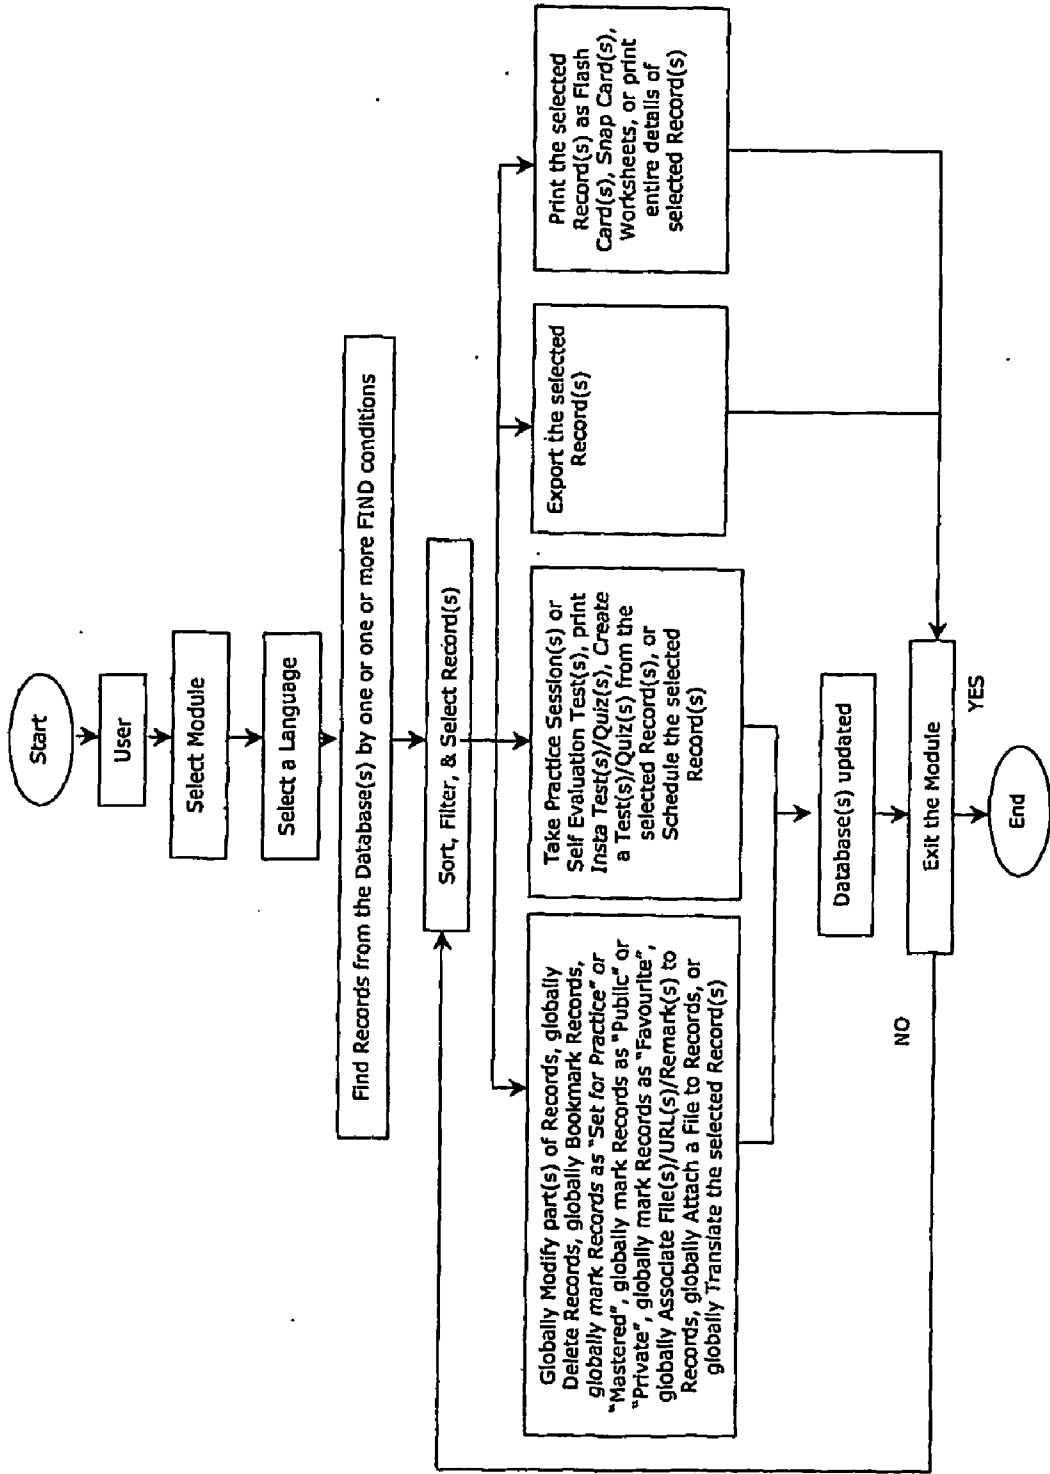 Start
User
Select Module
Select a Language
Find Records from the Database(s) by one or one or more FIND conditions
Sort, Filter, & Select Record(s)
Globally Modify part(s) of Records, globally
Delete Records, globally Bookmark Records,
globally mark Records as "Set for Practice" or
"Mastered", globally mark Records as "Public" or
"Private", globally mark Records as "Favourite",
globally Associate File(s)/URL(s)/Remark(s) to
Records, globally Attach a File to Records, or
globally Translate the selected Record(s)
Take Practice Session(s) or
Self Evaluation Test(s), print
Insta Test(s)/Quiz(s), Create
a Test(s)/Quiz(s) from the
selected Record(s), or
Schedule the selected
Record(s)
Export the selected
Record(s)
Print the selected
Record(s) as Flash
Card(s), Snap Card(s),
Worksheets, or print
entire details of
selected Record(s)
Database(s) updated
Exit the Module
NO
YES
End